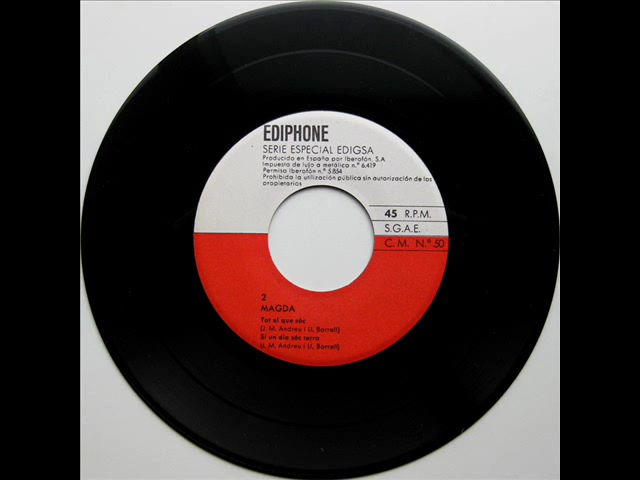 EDIPHONE
SERIE ESPECIAL EDIGSA
Producido en España por Iberofón, S.A
Impuesto de lujo a metálico n.º 6.419
Permiso Iberofón n.º 5.854
Prohibida la utilización pública sin autorización de los
propietarios
45 R.P.M.
S.G.A.E.
C. M. N.º 50
2
MAGDA
Tot el que sóc
(J. M. Andreu i LL. Borrell)
Si un dia sóc terra
(J. M. Andreu i LL. Borrell)